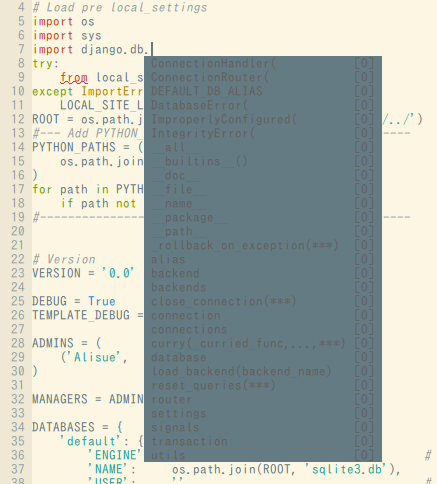 4 # Load pre local_settings
5 import os
6 import sys
7 import django.db.
8 try: ConnectionHandler( [0]
9 from local_s ConnectionRouter( [0]
10 except ImportErr DEFAULT_DB_ALIAS [0]
11 LOCAL_SITE_L DatabaseError( [0]
12 ROOT = os.path.j ImproperlyConfigured( [0] /../')
13 #--- Add PYTHON_ IntegrityError( [0] ----
14 PYTHON_PATHS = ( __all__ [0]
15 os.path.join __builtins__() [0]
16 ) __doc__ [0]
17 for path in PYTH __file__ [0]
18 if path not __name__ [0]
19 #--------------- __package__ [0] ----
20 __path__ [0]
21 _rollback_on_exception(***) [0]
22 # Version alias [0]
23 VERSION = '0.0' backend [0]
24 backends [0]
25 DEBUG = True close_connection(***) [0]
26 TEMPLATE_DEBUG = connection [0]
27 connections [0]
28 ADMINS = ( curry(_curried_func,...,***) [0]
29 ('Alisue', database [0]
30 ) load_backend(backend_name) [0]
31 reset_queries(***) [0]
32 MANAGERS = ADMIN router [0]
33 settings [0]
34 DATABASES = { signals [0]
35 'default': { transaction [0]
36 'ENGINE' utils [0] #
37 'NAME': os.path.join(ROOT, 'sqlite3.db'),
38 'USER': '' #